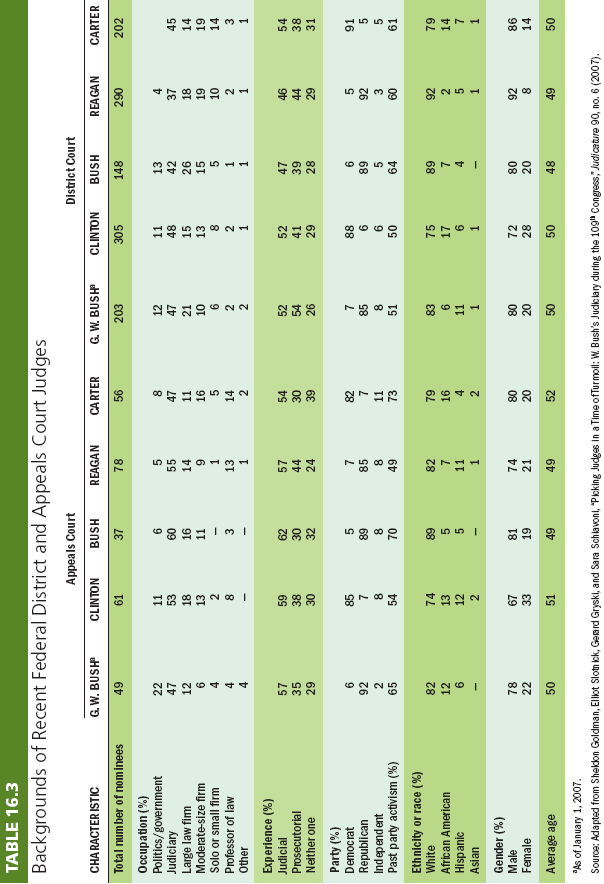 TABLE 16.3
Backgrounds of Recent Federal District and Appeals Court Judges
Appeals Court District Court
CHARACTERISTIC G. W. BUSHª CLINTON BUSH REAGAN CARTER G. W. BUSHª CLINTON BUSH REAGAN CARTER
Total number of nominees 49 61 37 78 56 203 305 148 290 202
Occupation (%)
Politics/government 22 11 6 5 8 12 11 13 4
Judiciary 47 53 60 55 47 47 48 42 37 45
Large law firm 12 18 16 14 11 21 15 26 18 14
Moderate-size firm 6 13 11 9 16 10 13 15 19 19
Solo or small firm 4 2 – 1 5 6 8 5 10 14
Professor of law 4 8 3 13 14 2 2 1 2 3
Other 4 – – 1 2 2 1 1 1 1
Experience (%)
Judicial 57 59 62 57 54 52 52 47 46 54
Prosecutorial 35 38 30 44 30 54 41 39 44 38
Neither one 29 30 32 24 39 26 29 28 29 31
Party (%)
Democrat 6 85 5 7 82 7 88 6 5 91
Republican 92 7 89 85 7 85 6 89 92 5
Independent 2 8 8 8 11 8 6 5 3 5
Past party activism (%) 65 54 70 49 73 51 50 64 60 61
Ethnicity or race (%)
White 82 74 89 82 79 83 75 89 92 79
African American 12 13 5 7 16 6 17 7 2 14
Hispanic 6 12 5 11 4 11 6 4 5 7
Asian – 2 – 1 2 1 1 – 1 1
Gender (%)
Male 78 67 81 74 80 80 72 80 92 86
Female 22 33 19 21 20 20 28 20 8 14
Average age 50 51 49 49 52 50 50 48 49 50
ªAs of January 1, 2007.
Source: Adapted from Sheldon Goldman, Elliot Slotnick, Gerard Gryski, and Sara Schiavoni, "Picking Judges in a Time of Turmoil: W. Bush's Judiciary during the 109th Congress," Judicature 90, no. 6 (2007).